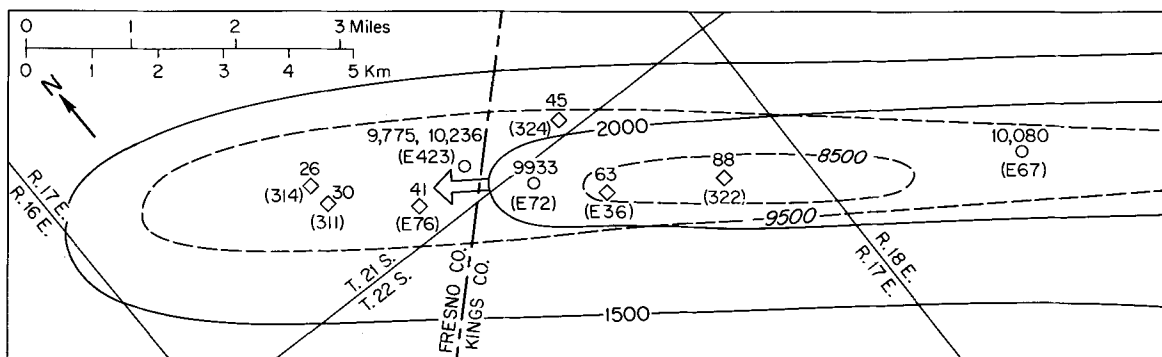 0 1 2 3 Miles
0 1 2 3 4 5 Km
N
45
(324)
2000
9,775, 10,236
(E423)
10,080
(E67)
26
(314)
30
(311)
41
(E76)
9933
(E72)
63
(E36)
88
(322)
8500
9500
R. 17 E.
R. 16 E.
T. 21 S.
T. 22 S.
FRESNO CO.
KINGS CO.
R. 18 E.
R. 17 E.
1500